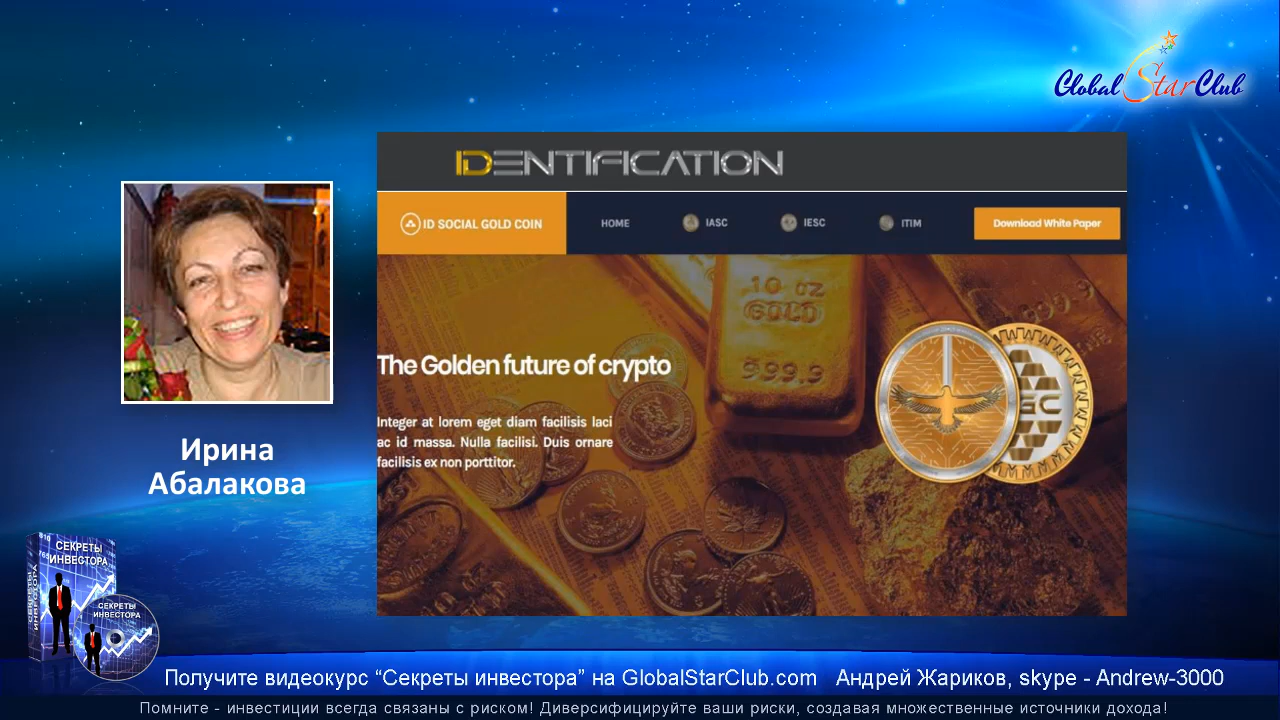 Global Star Club
IDENTIFICATION
ID SOCIAL GOLD COIN
HOME
IASC
IESC
ITIM
Download White Paper
10 oz
GOLD
999.9
999.9
The Golden future of crypto
Integer at lorem eget diam facilisis laci
ac id massa. Nulla facilisi. Duis ornare
facilisis ex non porttitor.
Ирина
Абалакова
СЕКРЕТЫ
ИНВЕСТОРА
СЕКРЕТЫ
ИНВЕСТОРА
Получите видеокурс “Секреты инвестора” на GlobalStarClub.com Андрей Жариков, skype - Andrew-3000
Помните - инвестиции всегда связаны с риском! Диверсифицируйте ваши риски, создавая множественные источники дохода!